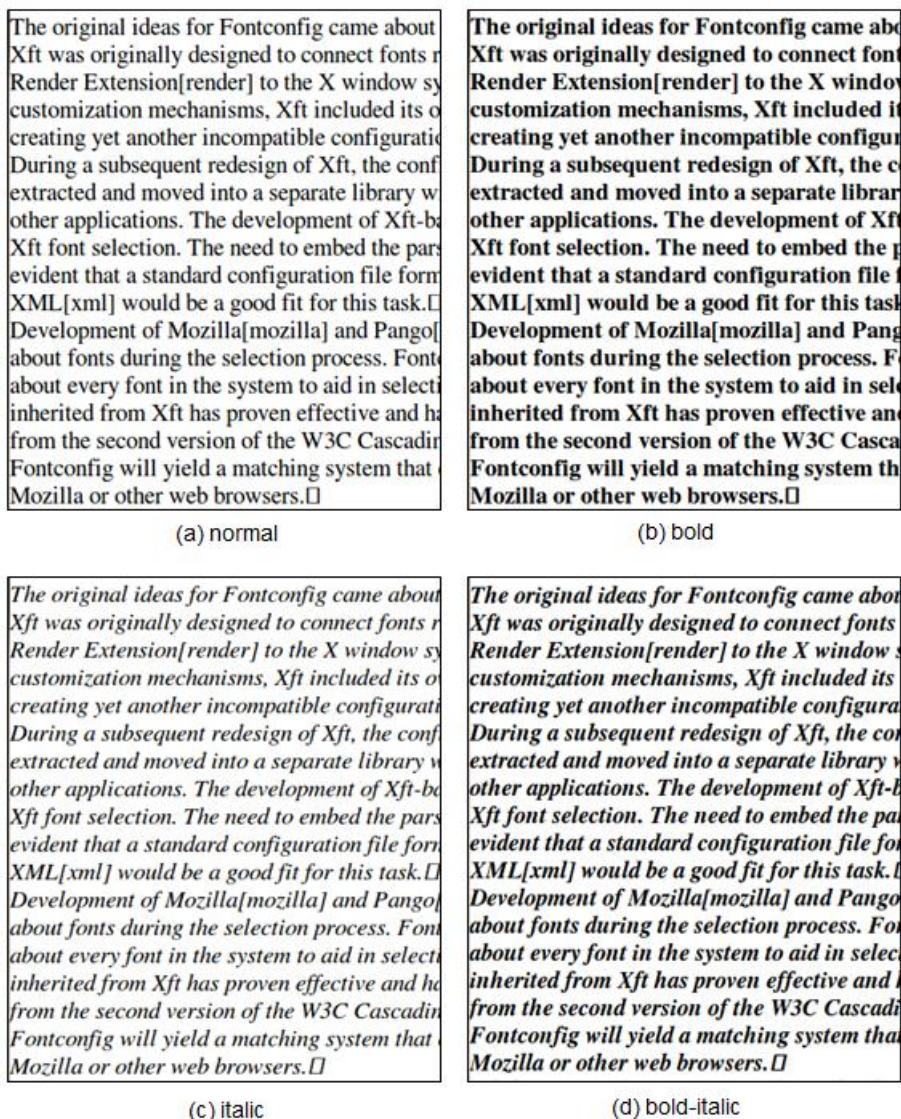 The original ideas for Fontconfig came about
Xft was originally designed to connect fonts r
Render Extension[render] to the X window sy
customization mechanisms, Xft included its o
creating yet another incompatible configuratio
During a subsequent redesign of Xft, the conf
extracted and moved into a separate library w
other applications. The development of Xft-ba
Xft font selection. The need to embed the pars
evident that a standard configuration file form
XML[xml] would be a good fit for this task.▯
Development of Mozilla[mozilla] and Pango[
about fonts during the selection process. Fonto
about every font in the system to aid in selecti
inherited from Xft has proven effective and ha
from the second version of the W3C Cascadin
Fontconfig will yield a matching system that
Mozilla or other web browsers.▯
(a) normal
The original ideas for Fontconfig came abo
Xft was originally designed to connect font
Render Extension[render] to the X window
customization mechanisms, Xft included it
creating yet another incompatible configur
During a subsequent redesign of Xft, the c
extracted and moved into a separate librar
other applications. The development of Xft
Xft font selection. The need to embed the p
evident that a standard configuration file f
XML[xml] would be a good fit for this task
Development of Mozilla[mozilla] and Pang
about fonts during the selection process. Fo
about every font in the system to aid in sele
inherited from Xft has proven effective and
from the second version of the W3C Casca
Fontconfig will yield a matching system th
Mozilla or other web browsers.▯
(b) bold
The original ideas for Fontconfig came about
Xft was originally designed to connect fonts r
Render Extension[render] to the X window sy
customization mechanisms, Xft included its ov
creating yet another incompatible configurati
During a subsequent redesign of Xft, the conf
extracted and moved into a separate library w
other applications. The development of Xft-ba
Xft font selection. The need to embed the pars
evident that a standard configuration file form
XML[xml] would be a good fit for this task.▯
Development of Mozilla[mozilla] and Pango[
about fonts during the selection process. Font
about every font in the system to aid in selecti
inherited from Xft has proven effective and ha
from the second version of the W3C Cascadin
Fontconfig will yield a matching system that
Mozilla or other web browsers.▯
(c) italic
The original ideas for Fontconfig came abou
Xft was originally designed to connect fonts
Render Extension[render] to the X window s
customization mechanisms, Xft included its
creating yet another incompatible configura
During a subsequent redesign of Xft, the con
extracted and moved into a separate library w
other applications. The development of Xft-b
Xft font selection. The need to embed the pa
evident that a standard configuration file for
XML[xml] would be a good fit for this task.▯
Development of Mozilla[mozilla] and Pango
about fonts during the selection process. Fon
about every font in the system to aid in selec
inherited from Xft has proven effective and h
from the second version of the W3C Cascadi
Fontconfig will yield a matching system that
Mozilla or other web browsers.▯
(d) bold-italic